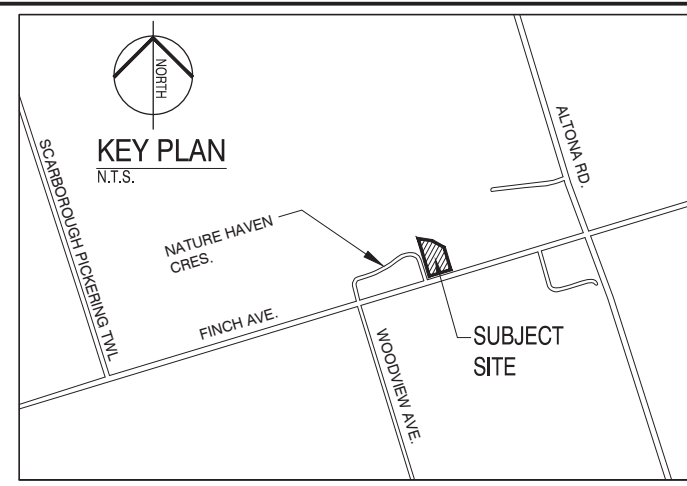 NORTH
KEY PLAN
N.T.S.
SCARBOROUGH PICKERING TWL
ALTONA RD.
NATURE HAVEN
CRES.
FINCH AVE.
WOODVIEW AVE.
SUBJECT
SITE